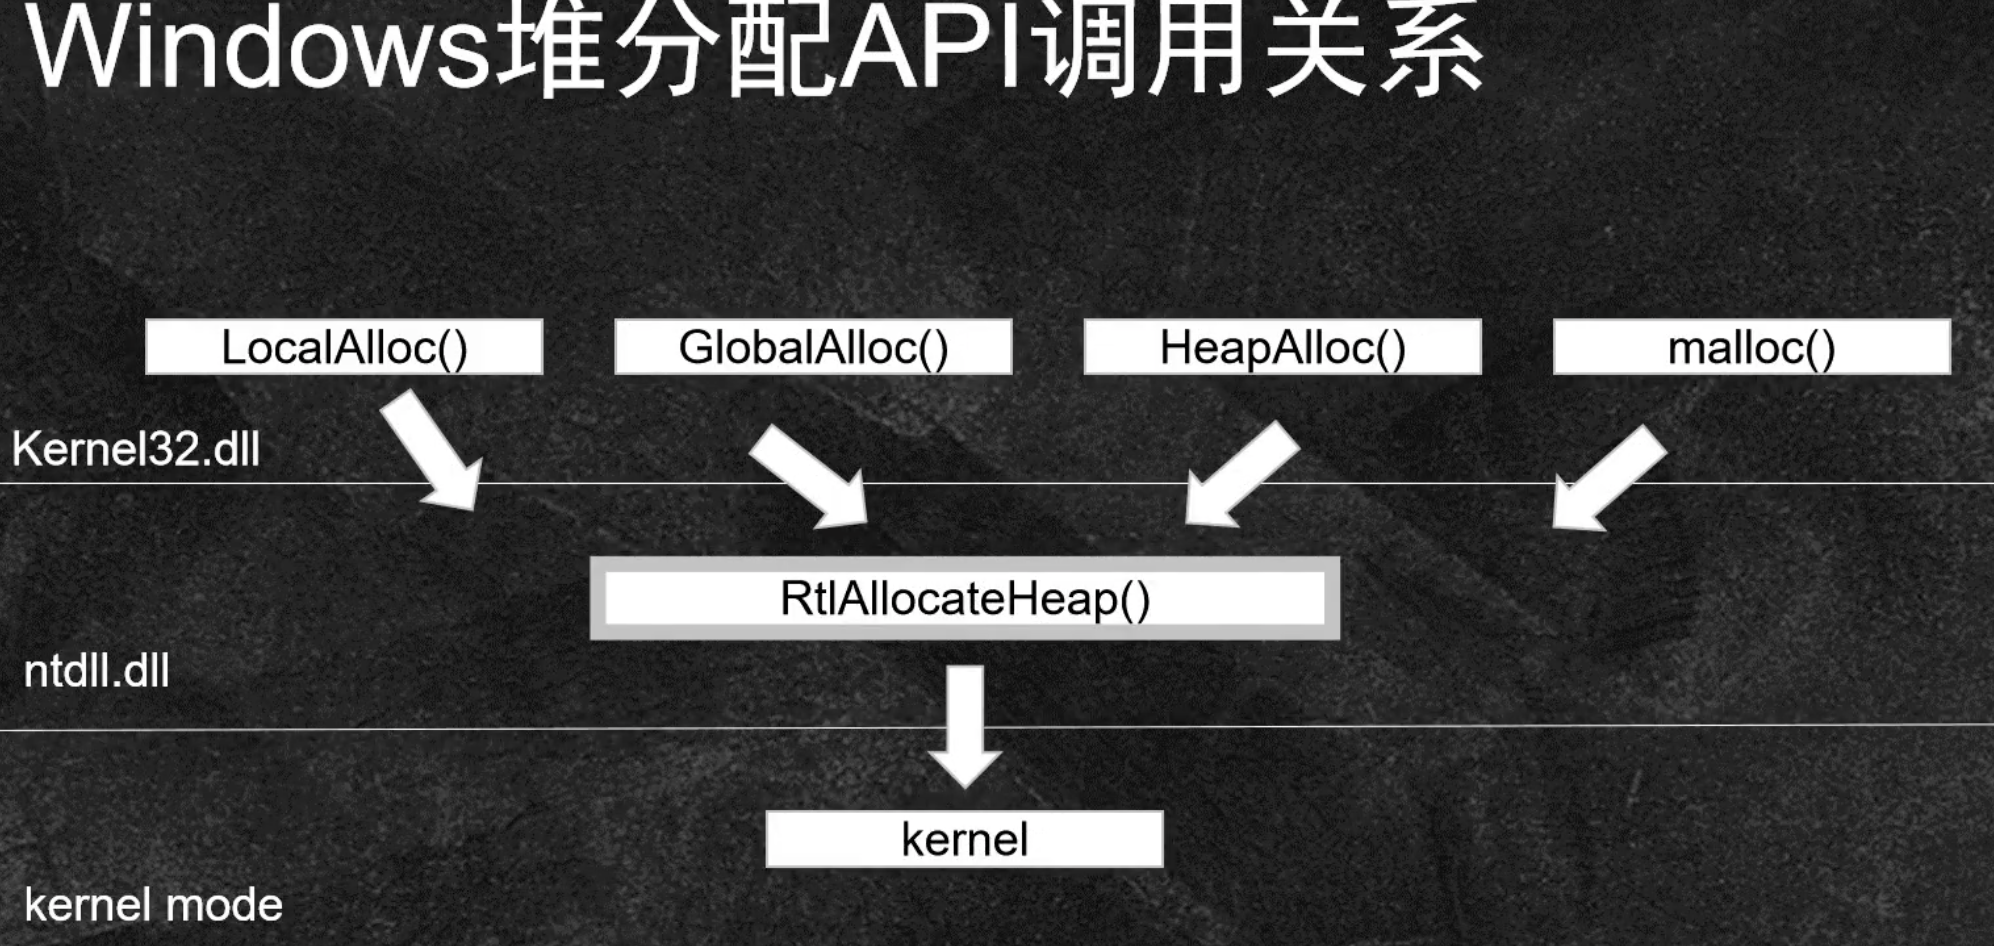 Windows堆分配API调用关系
LocalAlloc()
GlobalAlloc()
HeapAlloc()
malloc()
Kernel32.dll
RtlAllocateHeap()
ntdll.dll
kernel
kernel mode